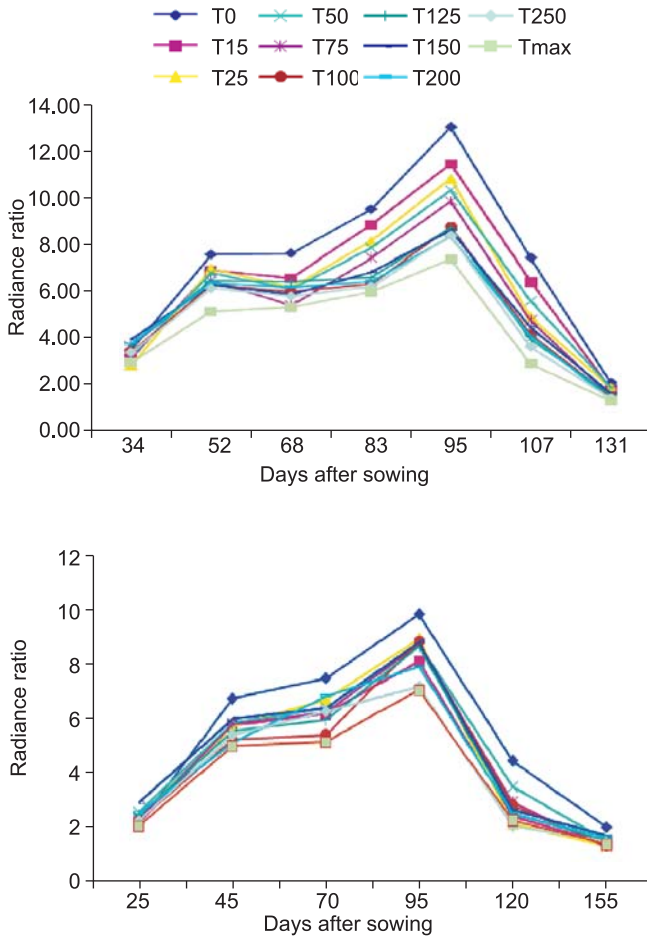 T0 T50 T125 T250
T15 T75 T150 Tmax
T25 T100 T200
14.00
12.00
10.00
8.00
6.00
4.00
2.00
0.00
Radiance ratio
34 52 68 83 95 107 131
Days after sowing
12
10
8
6
4
2
0
Radiance ratio
25 45 70 95 120 155
Days after sowing